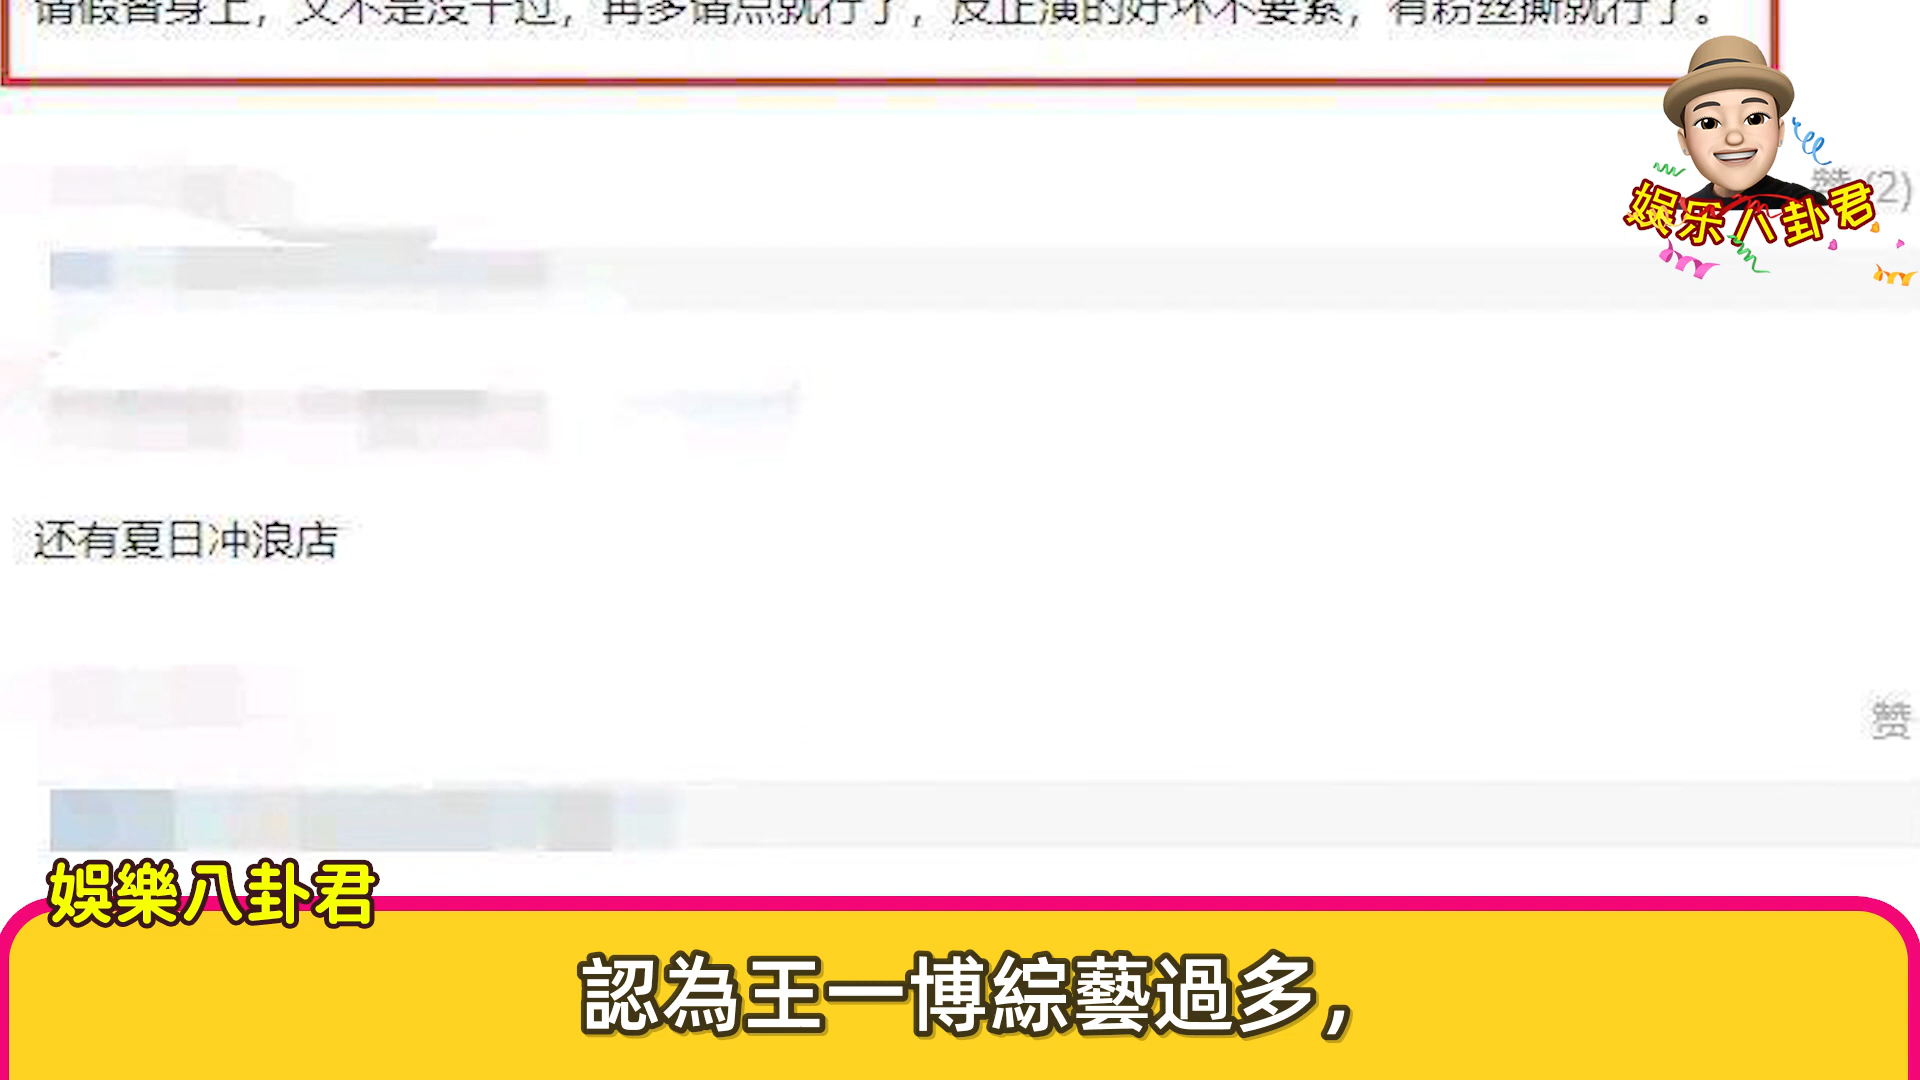 请假替身上，又不是没干过，再多请点就行了，反正演的好坏不要紧，有粉丝撕就行了。
赞 (2)
娱乐八卦君
还有夏日冲浪店
赞
娛樂八卦君
認為王一博綜藝過多,